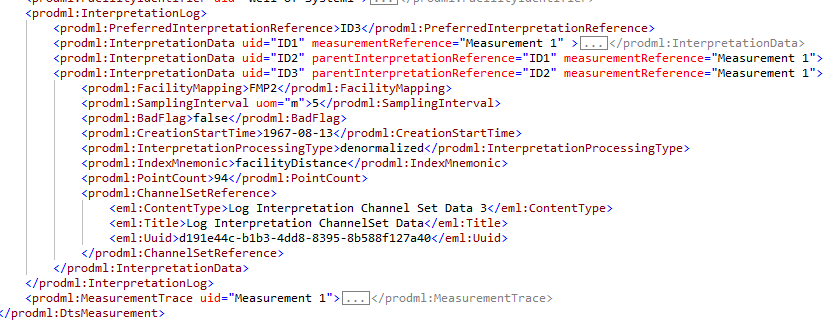 <prodml:InterpretationLog>
<prodml:PreferredInterpretationReference>ID3</prodml:PreferredInterpretationReference>
<prodml:InterpretationData uid="ID1" measurementReference="Measurement 1" >...</prodml:InterpretationData>
<prodml:InterpretationData uid="ID2" parentInterpretationReference="ID1" measurementReference="Measurement 1">
<prodml:InterpretationData uid="ID3" parentInterpretationReference="ID2" measurementReference="Measurement 1">
<prodml:FacilityMapping>FMP2</prodml:FacilityMapping>
<prodml:SamplingInterval uom="m">5</prodml:SamplingInterval>
<prodml:BadFlag>false</prodml:BadFlag>
<prodml:CreationStartTime>1967-08-13</prodml:CreationStartTime>
<prodml:InterpretationProcessingType>denormalized</prodml:InterpretationProcessingType>
<prodml:IndexMnemonic>facilityDistance</prodml:IndexMnemonic>
<prodml:PointCount>94</prodml:PointCount>
<prodml:ChannelSetReference>
<eml:ContentType>Log Interpretation Channel Set Data 3</eml:ContentType>
<eml:Title>Log Interpretation ChannelSet Data</eml:Title>
<eml:Uuid>d191e44c-b1b3-4dd8-8395-8b588f127a40</eml:Uuid>
</prodml:ChannelSetReference>
</prodml:InterpretationData>
</prodml:InterpretationLog>
<prodml:MeasurementTrace uid="Measurement 1">...</prodml:MeasurementTrace>
</prodml:DtsMeasurement>